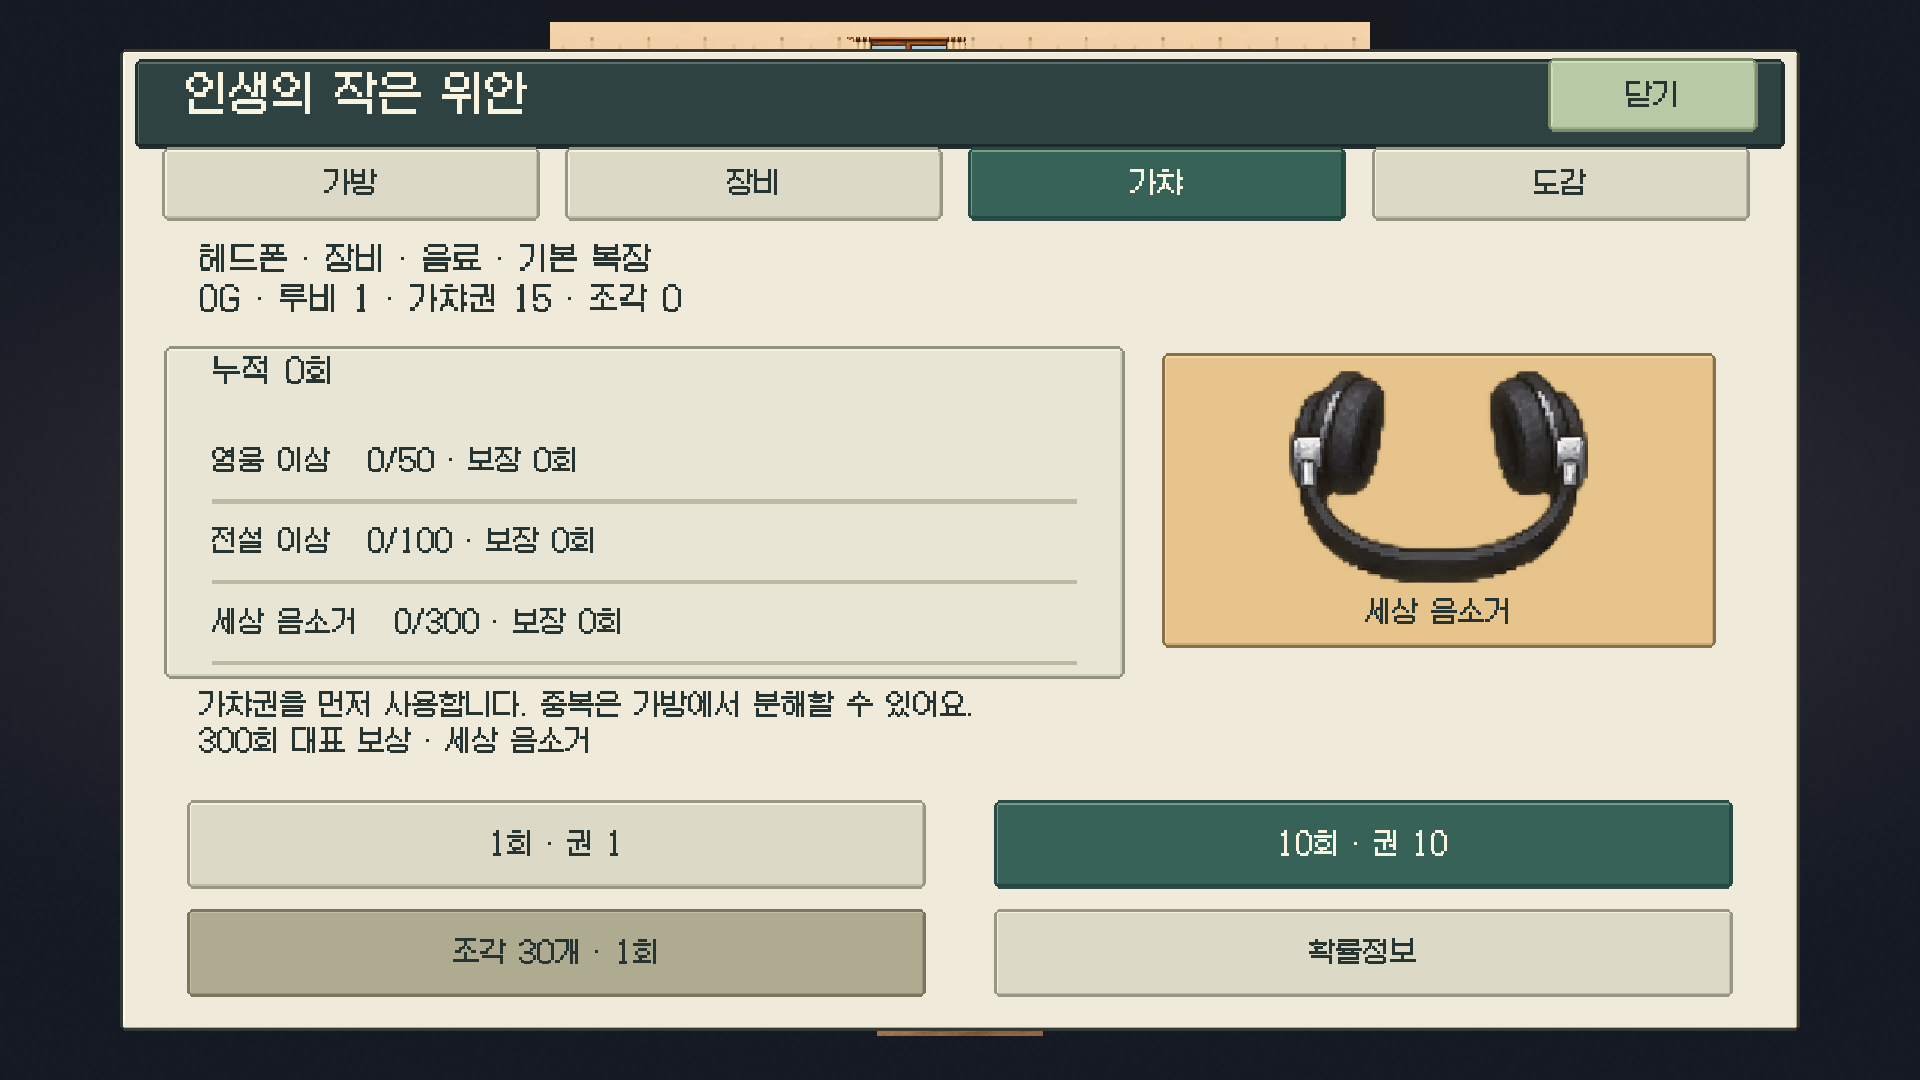 인생의 작은 위안
닫기
가방
장비
가챠
도감
헤드폰 · 장비 · 음료 · 기본 복장
0G · 루비 1 · 가챠권 15 · 조각 0
누적 0회
영웅 이상 0/50 · 보장 0회
전설 이상 0/100 · 보장 0회
세상 음소거 0/300 · 보장 0회
세상 음소거
가챠권을 먼저 사용합니다. 중복은 가방에서 분해할 수 있어요.
300회 대표 보상 · 세상 음소거
1회 · 권 1
10회 · 권 10
조각 30개 · 1회
확률정보